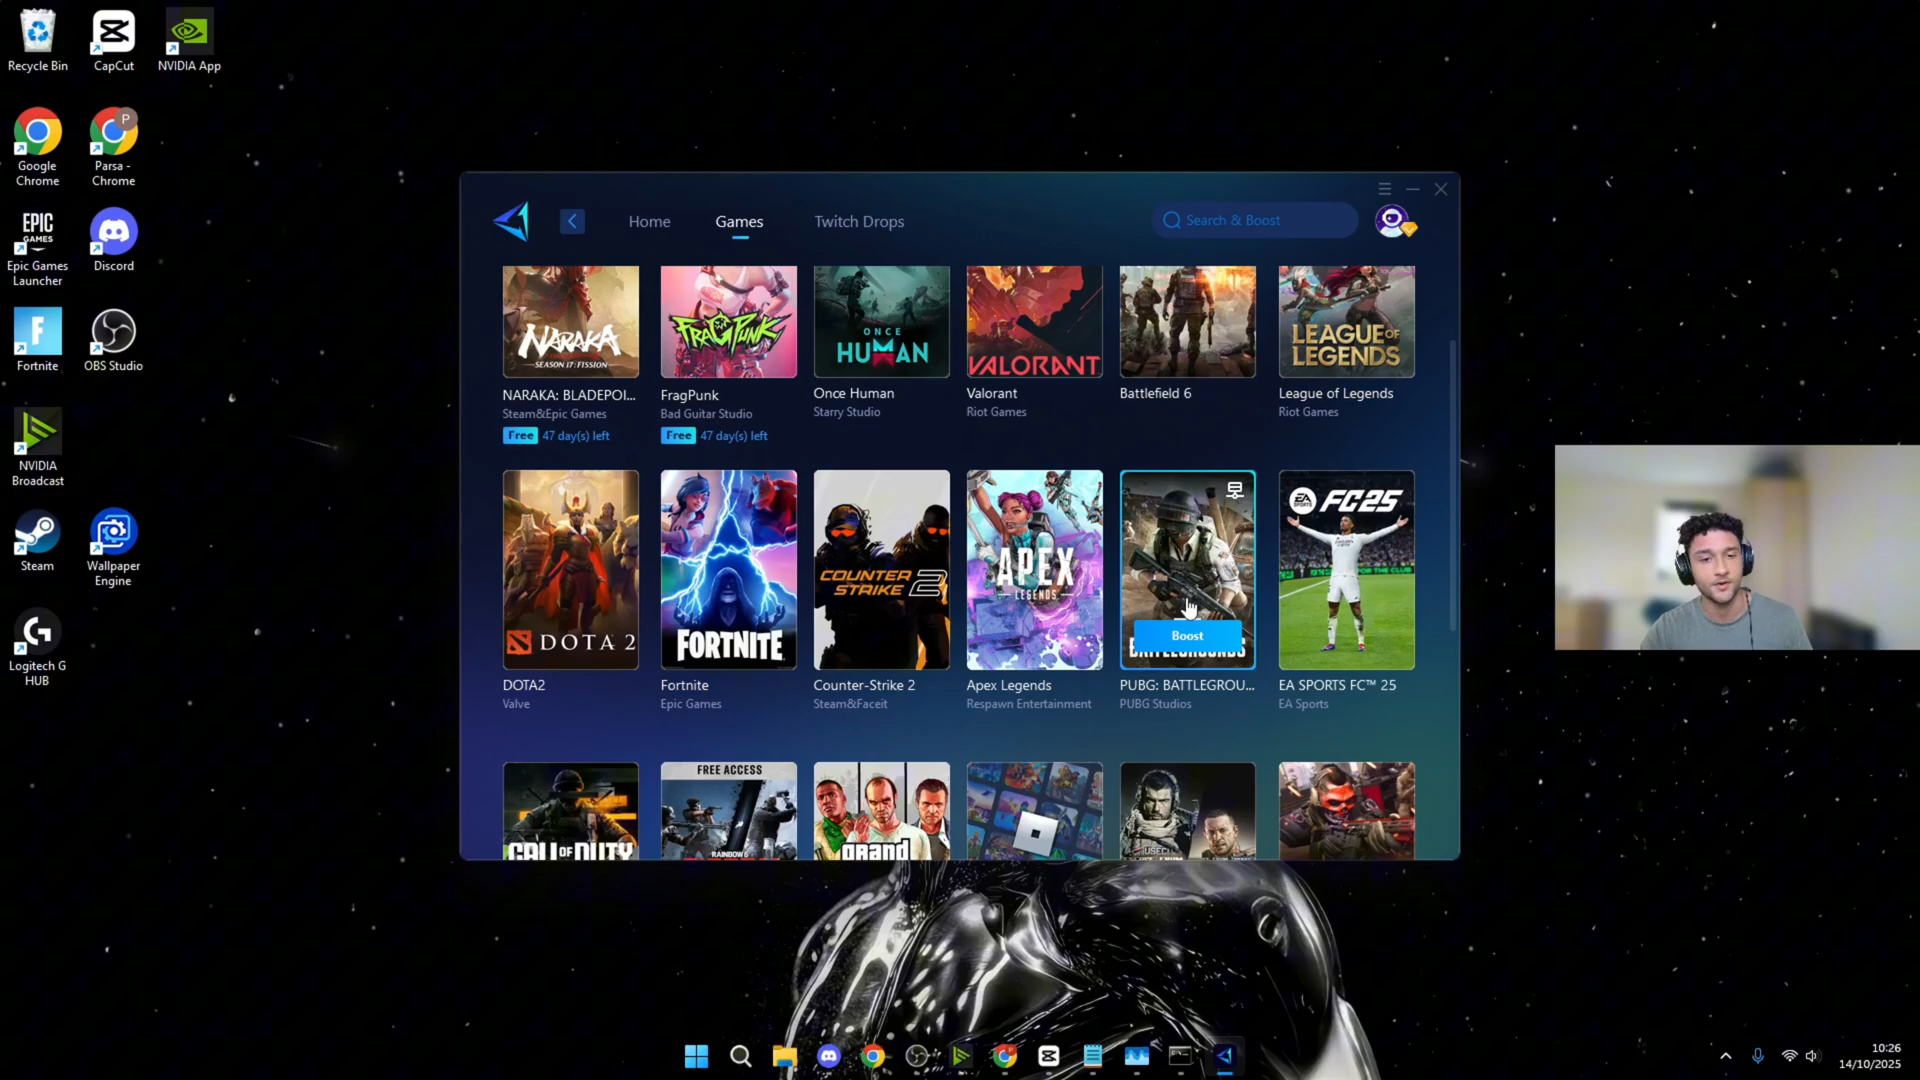 Recycle Bin
CapCut
NVIDIA App
Google
Chrome
P
Parsa -
Chrome
EPIC
GAMES
Epic Games
Launcher
Discord
F
Fortnite
OBS Studio
NVIDIA
Broadcast
Steam
Wallpaper
Engine
Logitech G
HUB
Home
Games
Twitch Drops
Search & Boost
NARAKA
SEASON 17: FISSION
FRAGPUNK
ONCE
HUMAN
VALORANT
LEAGUE OF
LEGENDS
NARAKA: BLADEPOI...
Steam&Epic Games
Free 47 day(s) left
FragPunk
Bad Guitar Studio
Free 47 day(s) left
Once Human
Starry Studio
Valorant
Riot Games
Battlefield 6
League of Legends
Riot Games
DOTA 2
FORTNITE
COUNTER
STRIKE 2
APEX
LEGENDS
Boost
BATTLEGROUNDS
EA SPORTS FC25
DOTA2
Valve
Fortnite
Epic Games
Counter-Strike 2
Steam&Faceit
Apex Legends
Respawn Entertainment
PUBG: BATTLEGROU...
PUBG Studios
EA SPORTS FC™ 25
EA Sports
CALL OF DUTY
FREE ACCESS
RAINBOW6
grand
10:26
14/10/2025